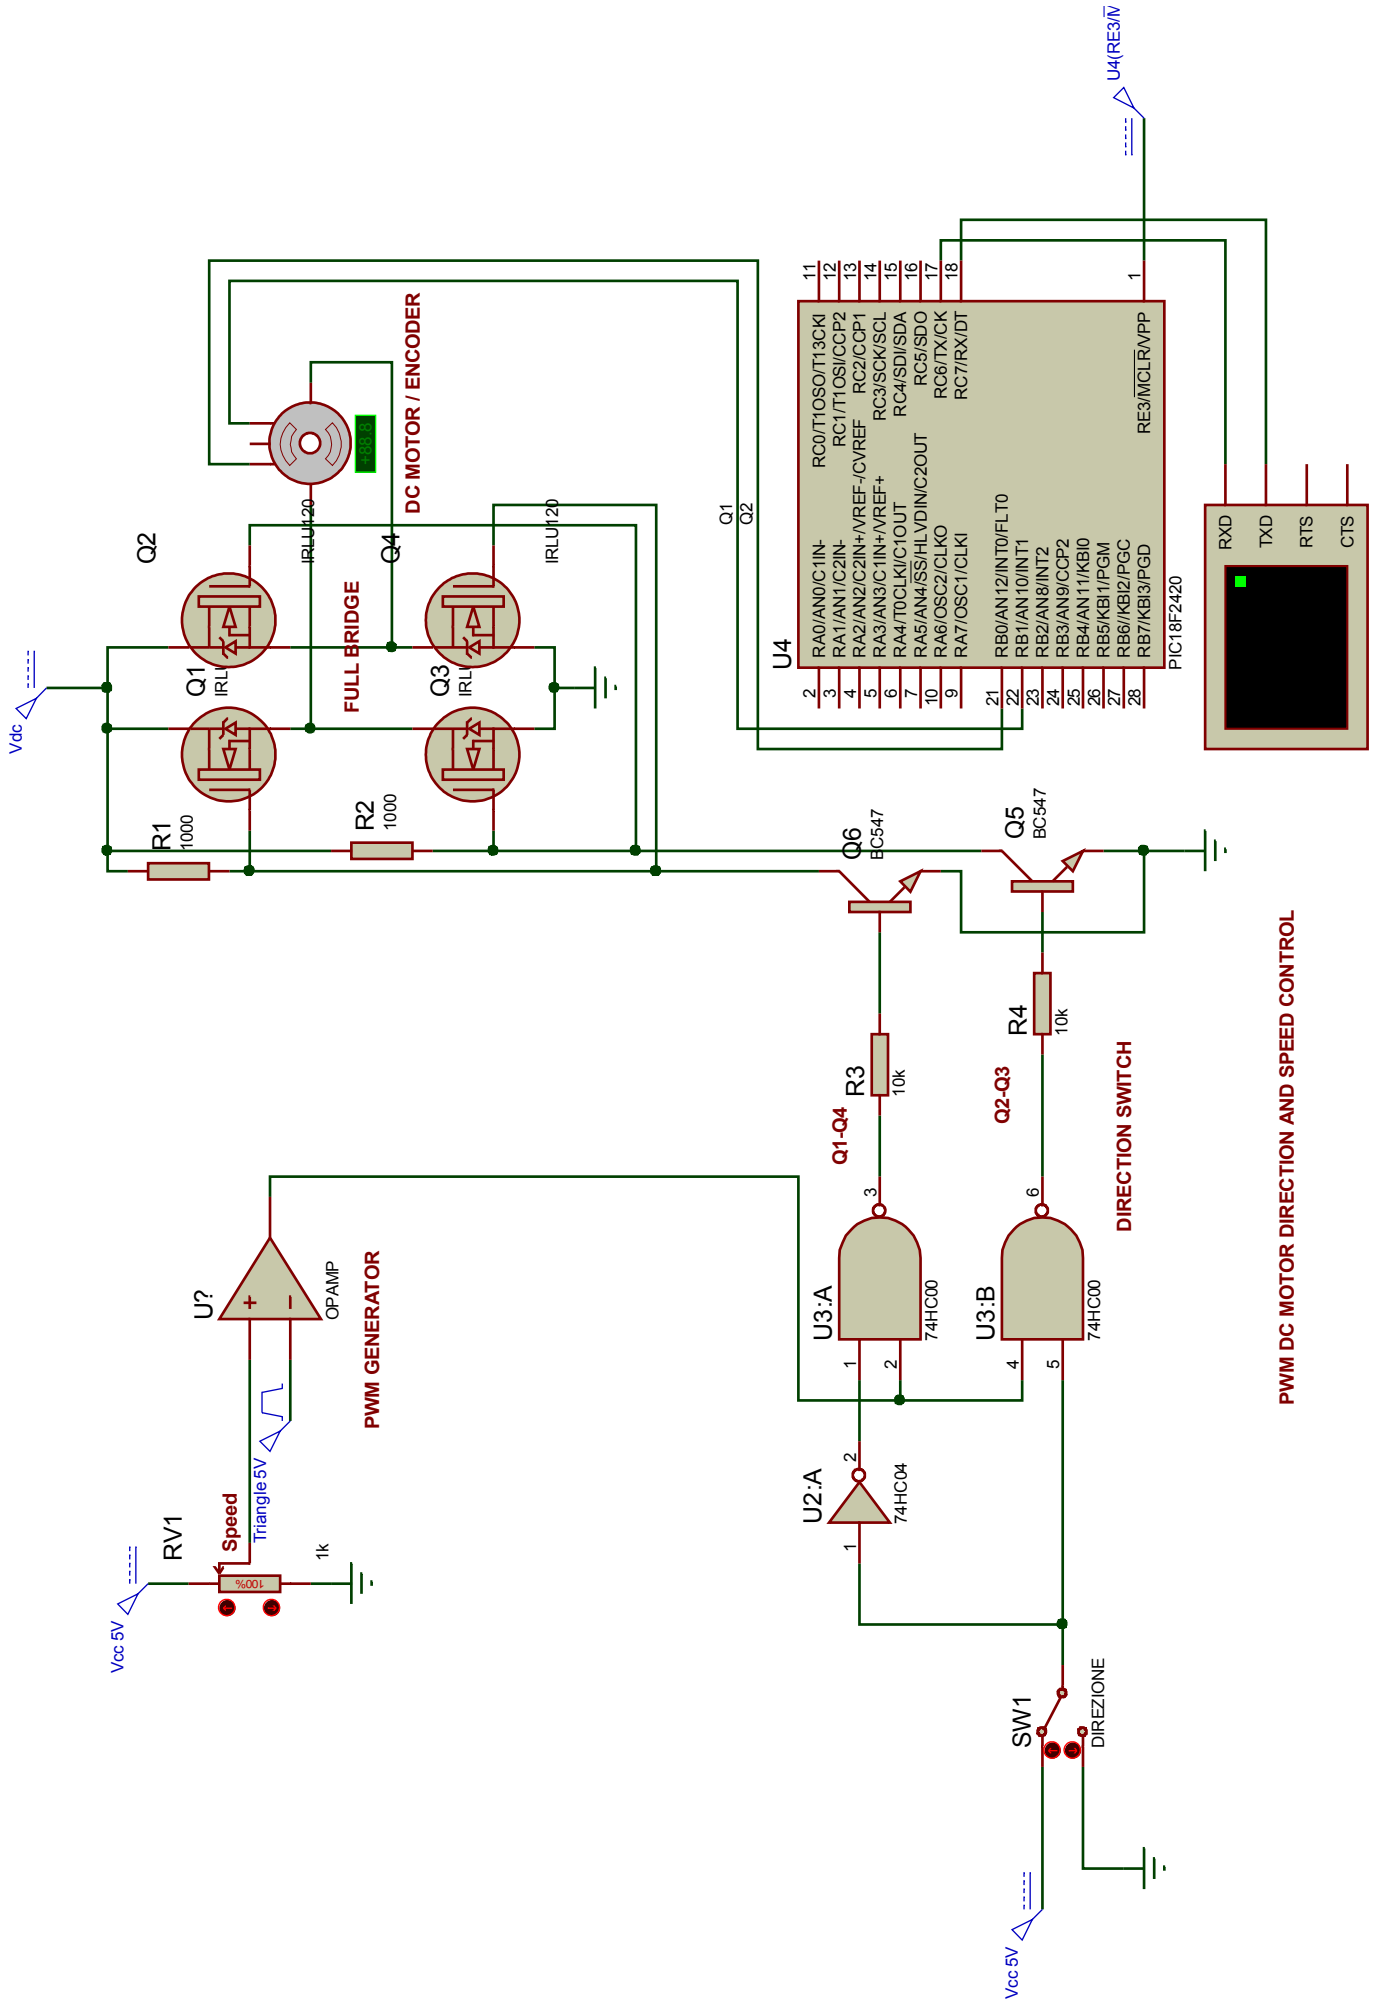 Vcc 5V
RV1
Speed
100%
1k
Triangle 5V
U?
OPAMP
PWM GENERATOR
Vdc
R1
1000
R2
1000
Q1
IRLU
Q2
IRLU120
FULL BRIDGE
Q3
IRLU
Q4
IRLU120
+88.8
DC MOTOR / ENCODER
Q1
Q2
Vcc 5V
SW1
DIREZIONE
U2:A
1
2
74HC04
U3:A
1
2
3
74HC00
U3:B
4
5
6
74HC00
Q1-Q4
R3
10k
Q2-Q3
R4
10k
DIRECTION SWITCH
Q6
BC547
Q5
BC547
U4
2 RA0/AN0/C1IN-
3 RA1/AN1/C2IN-
4 RA2/AN2/C2IN+/VREF-/CVREF
5 RA3/AN3/C1IN+/VREF+
6 RA4/T0CLKI/C1OUT
7 RA5/AN4/SS/HLVDIN/C2OUT
10 RA6/OSC2/CLKO
9 RA7/OSC1/CLKI
21 RB0/AN12/INT0/FLT0
22 RB1/AN10/INT1
23 RB2/AN8/INT2
24 RB3/AN9/CCP2
25 RB4/AN11/KBI0
26 RB5/KBI1/PGM
27 RB6//KBI2/PGC
28 RB7/KBI3/PGD
RC0/T1OSO/T13CKI 11
RC1/T1OSI/CCP2 12
RC2/CCP1 13
RC3/SCK/SCL 14
RC4/SDI/SDA 15
RC5/SDO 16
RC6/TX/CK 17
RC7/RX/DT 18
RE3/MCLR/VPP 1
PIC18F2420
U4(RE3/M
RXD
TXD
RTS
CTS
PWM DC MOTOR DIRECTION AND SPEED CONTROL